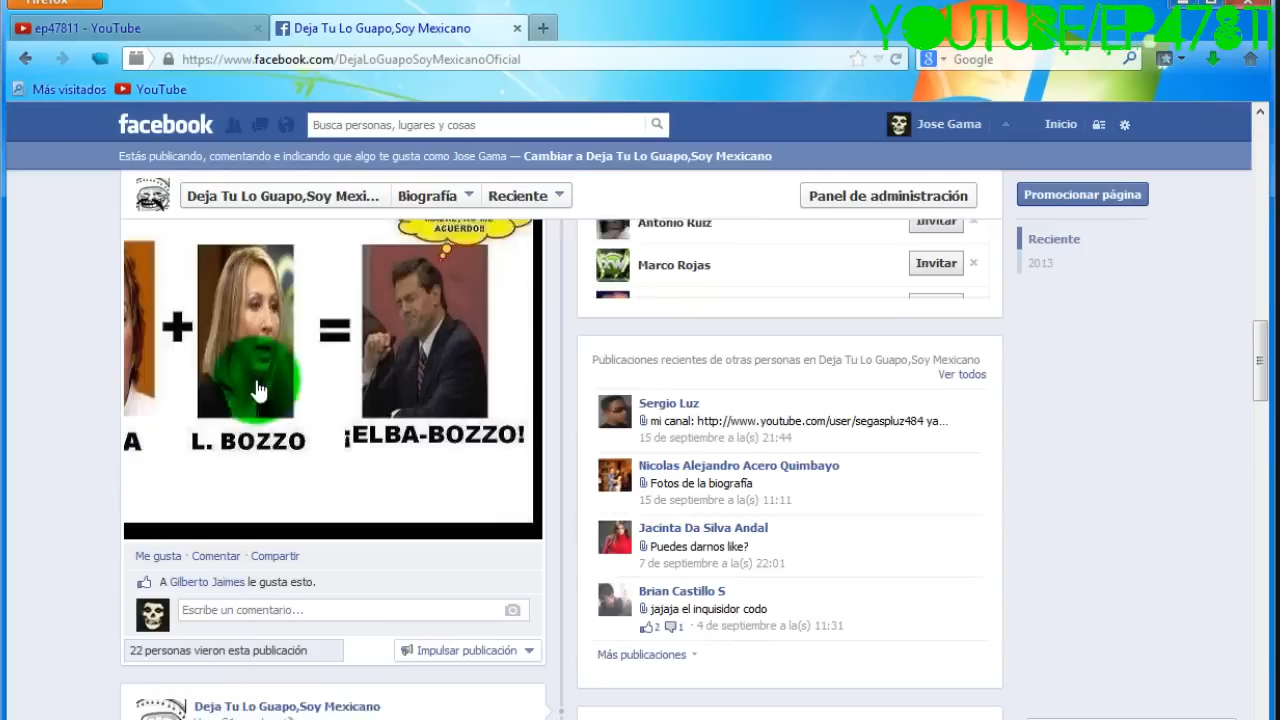 Firefox
ep47811 - YouTube
Deja Tu Lo Guapo,Soy Mexicano
YOUTUBE/EP47811
https://www.facebook.com/DejaLoGuapoSoyMexicanoOficial
Google
Más visitados
YouTube
facebook
Busca personas, lugares y cosas
Jose Gama
Inicio
Estás publicando, comentando e indicando que algo te gusta como Jose Gama — Cambiar a Deja Tu Lo Guapo,Soy Mexicano
Deja Tu Lo Guapo,Soy Mexi...
Biografía
Reciente
Panel de administración
Promocionar página
Reciente
2013
ACUERDO!!
+
=
A
L. BOZZO
¡ELBA-BOZZO!
Me gusta · Comentar · Compartir
A Gilberto Jaimes le gusta esto.
Escribe un comentario...
22 personas vieron esta publicación
Impulsar publicación
Deja Tu Lo Guapo,Soy Mexicano
Antonio Ruiz
Invitar
Marco Rojas
Invitar
Publicaciones recientes de otras personas en Deja Tu Lo Guapo,Soy Mexicano
Ver todos
Sergio Luz
mi canal: http://www.youtube.com/user/segaspluz484 ya...
15 de septiembre a la(s) 21:44
Nicolas Alejandro Acero Quimbayo
Fotos de la biografía
15 de septiembre a la(s) 11:11
Jacinta Da Silva Andal
Puedes darnos like?
7 de septiembre a la(s) 22:01
Brian Castillo S
jajaja el inquisidor codo
2 1 · 4 de septiembre a la(s) 11:31
Más publicaciones